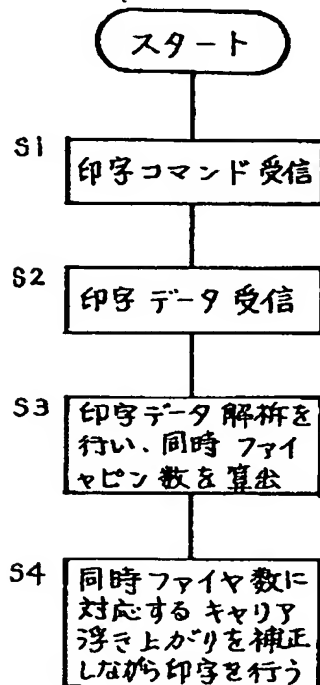 スタート
S1
印字コマンド受信
S2
印字データ受信
S3
印字データ解析を
行い、同時ファイ
ヤピン数を算出
S4
同時ファイヤ数に
対応するキャリア
浮き上がりを補正
しながら印字を行う